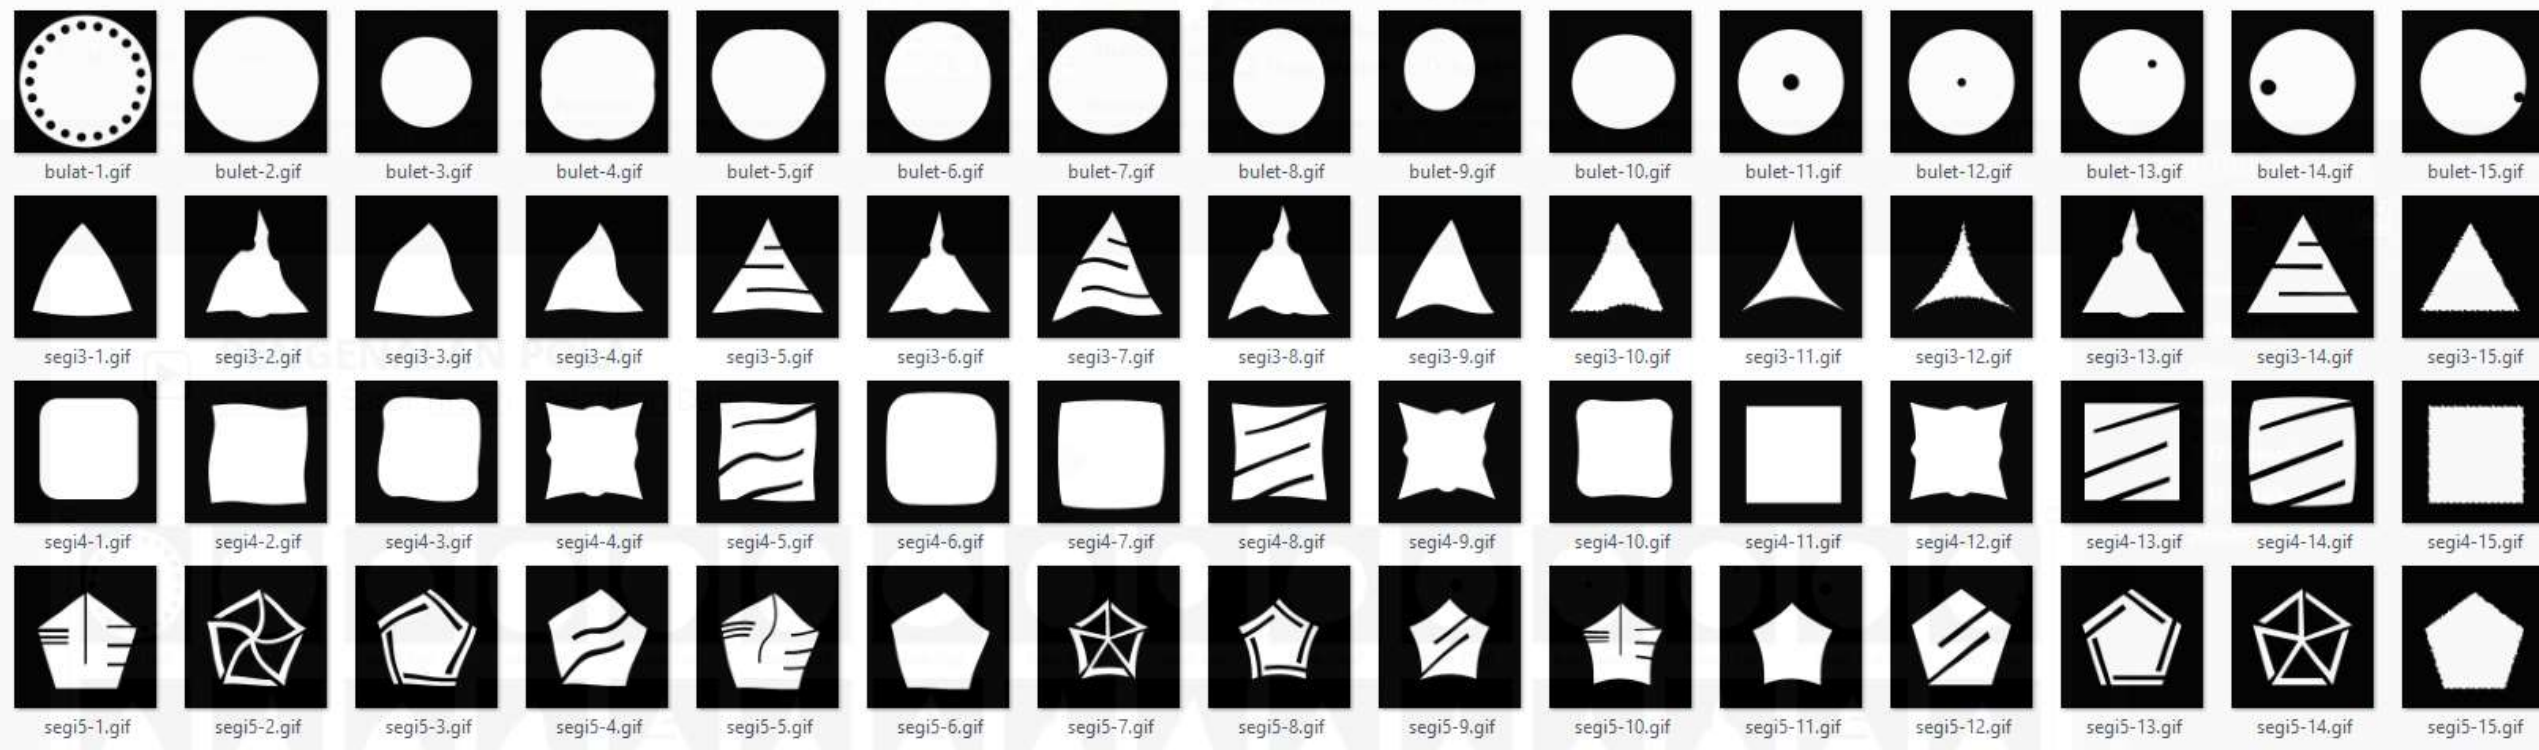 bulat-1.gif bulet-2.gif bulet-3.gif bulet-4.gif bulet-5.gif bulet-6.gif bulet-7.gif bulet-8.gif bulet-9.gif bulet-10.gif bulet-11.gif bulet-12.gif bulet-13.gif bulet-14.gif bulet-15.gif
segi3-1.gif segi3-2.gif segi3-3.gif segi3-4.gif segi3-5.gif segi3-6.gif segi3-7.gif segi3-8.gif segi3-9.gif segi3-10.gif segi3-11.gif segi3-12.gif segi3-13.gif segi3-14.gif segi3-15.gif
segi4-1.gif segi4-2.gif segi4-3.gif segi4-4.gif segi4-5.gif segi4-6.gif segi4-7.gif segi4-8.gif segi4-9.gif segi4-10.gif segi4-11.gif segi4-12.gif segi4-13.gif segi4-14.gif segi4-15.gif
segi5-1.gif segi5-2.gif segi5-3.gif segi5-4.gif segi5-5.gif segi5-6.gif segi5-7.gif segi5-8.gif segi5-9.gif segi5-10.gif segi5-11.gif segi5-12.gif segi5-13.gif segi5-14.gif segi5-15.gif